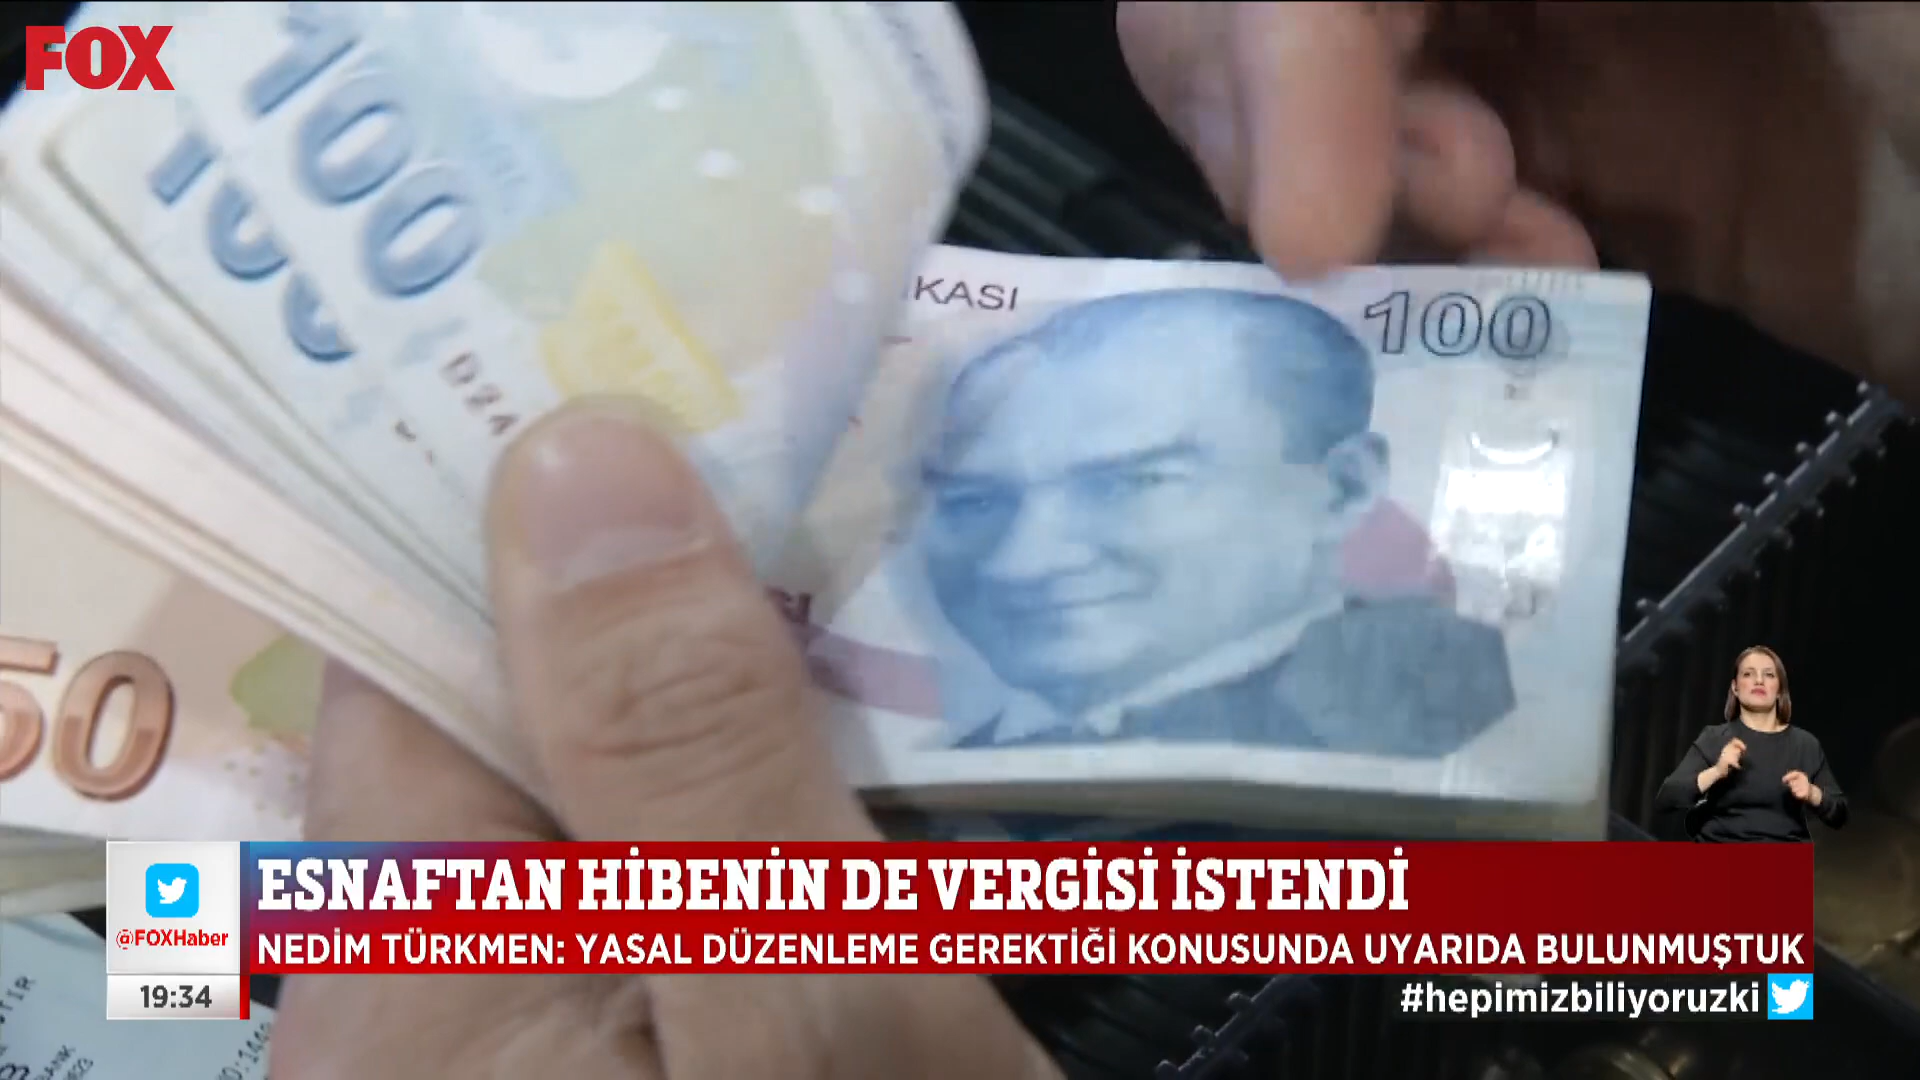 FOX
KASI
100
50
ESNAFTAN HİBENİN DE VERGİSİ İSTENDİ
@FOXHaber
NEDİM TÜRKMEN: YASAL DÜZENLEME GEREKTİĞİ KONUSUNDA UYARIDA BULUNMUŞTUK
19:34
#hepimizbiliyoruzki